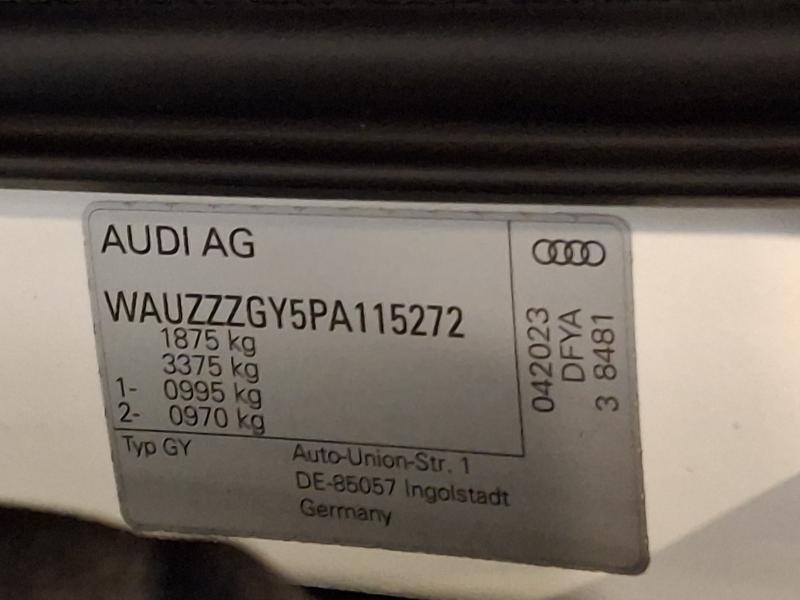 AUDI AG
WAUZZZGY5PA115272
1875 kg
3375 kg
1- 0995 kg
2- 0970 kg
Typ GY
Auto-Union-Str. 1
DE-85057 Ingolstadt
Germany
042023
DFYA
3 8481